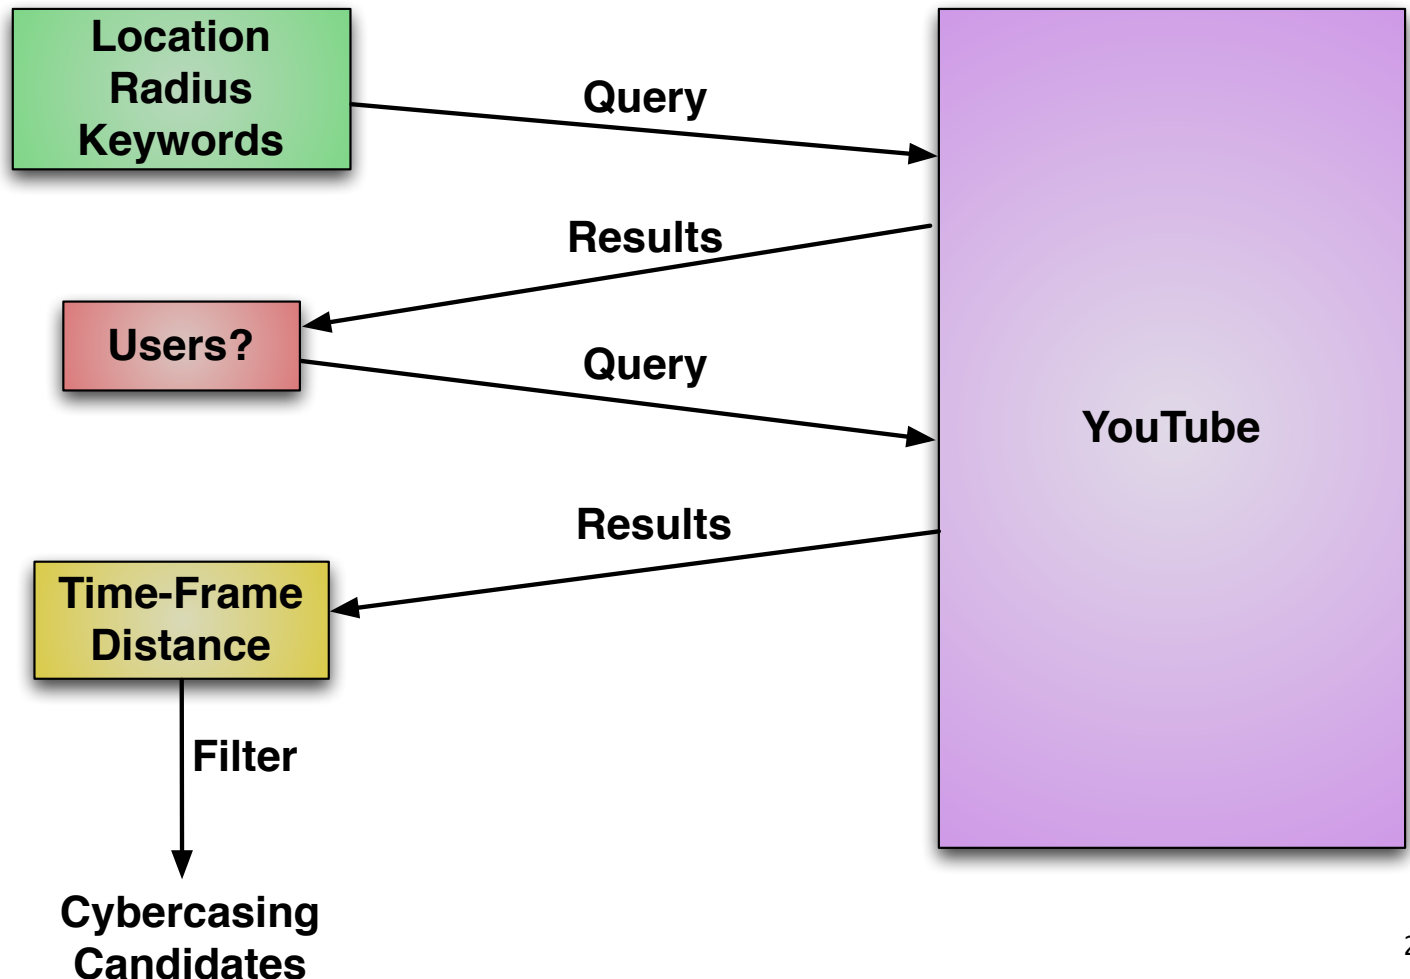 Location
Radius
Keywords
Query
Results
Users?
Query
YouTube
Results
Time-Frame
Distance
Filter
Cybercasing
Candidates